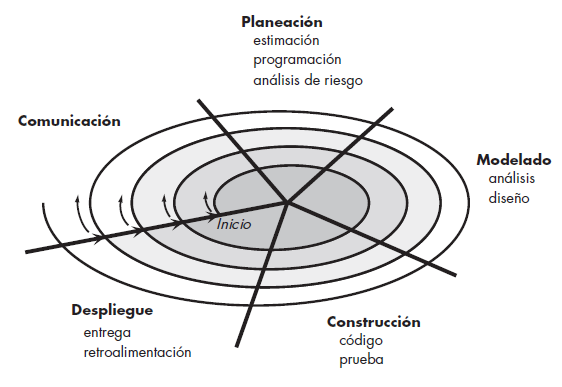 Planeación
estimación
programación
análisis de riesgo
Comunicación
Modelado
análisis
diseño
Inicio
Despliegue
entrega
retroalimentación
Construcción
código
prueba